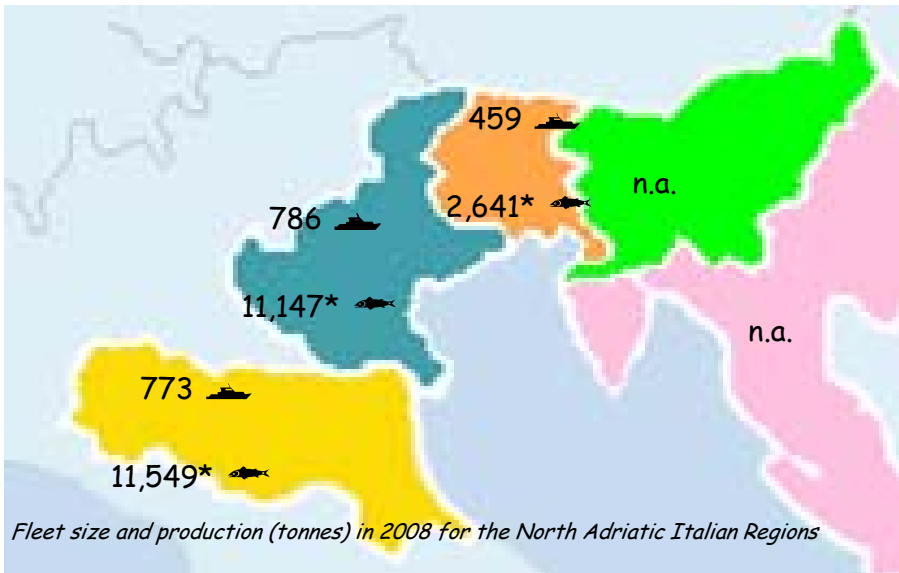 459
2,641*
n.a.
786
11,147*
n.a.
773
11,549*
Fleet size and production (tonnes) in 2008 for the North Adriatic Italian Regions